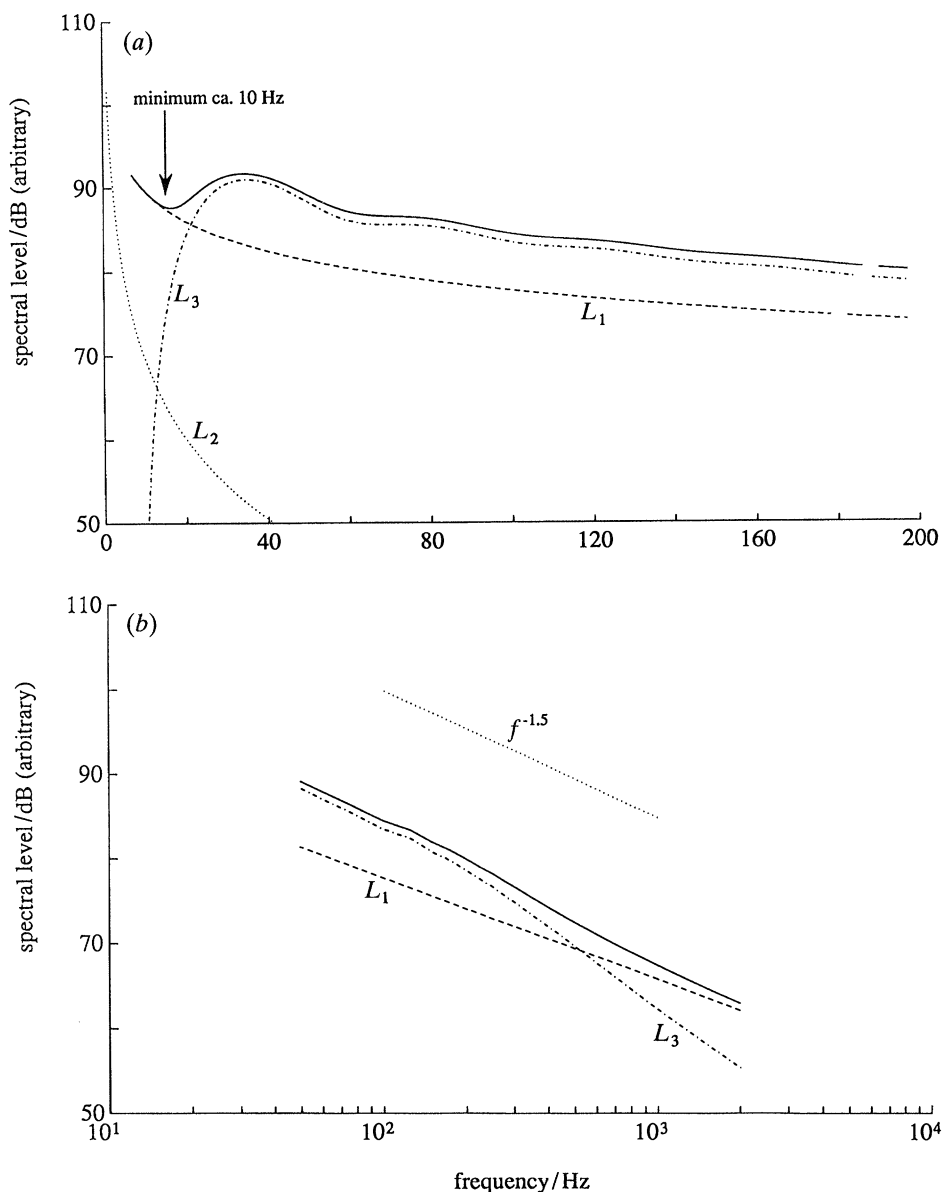 110
(a)
minimum ca. 10 Hz
90
spectral level/dB (arbitrary)
L₃
L₁
70
L₂
50
0
40
80
120
160
200
110
(b)
f⁻¹·⁵
90
spectral level/dB (arbitrary)
L₁
70
L₃
50
10¹
10²
10³
10⁴
frequency/Hz